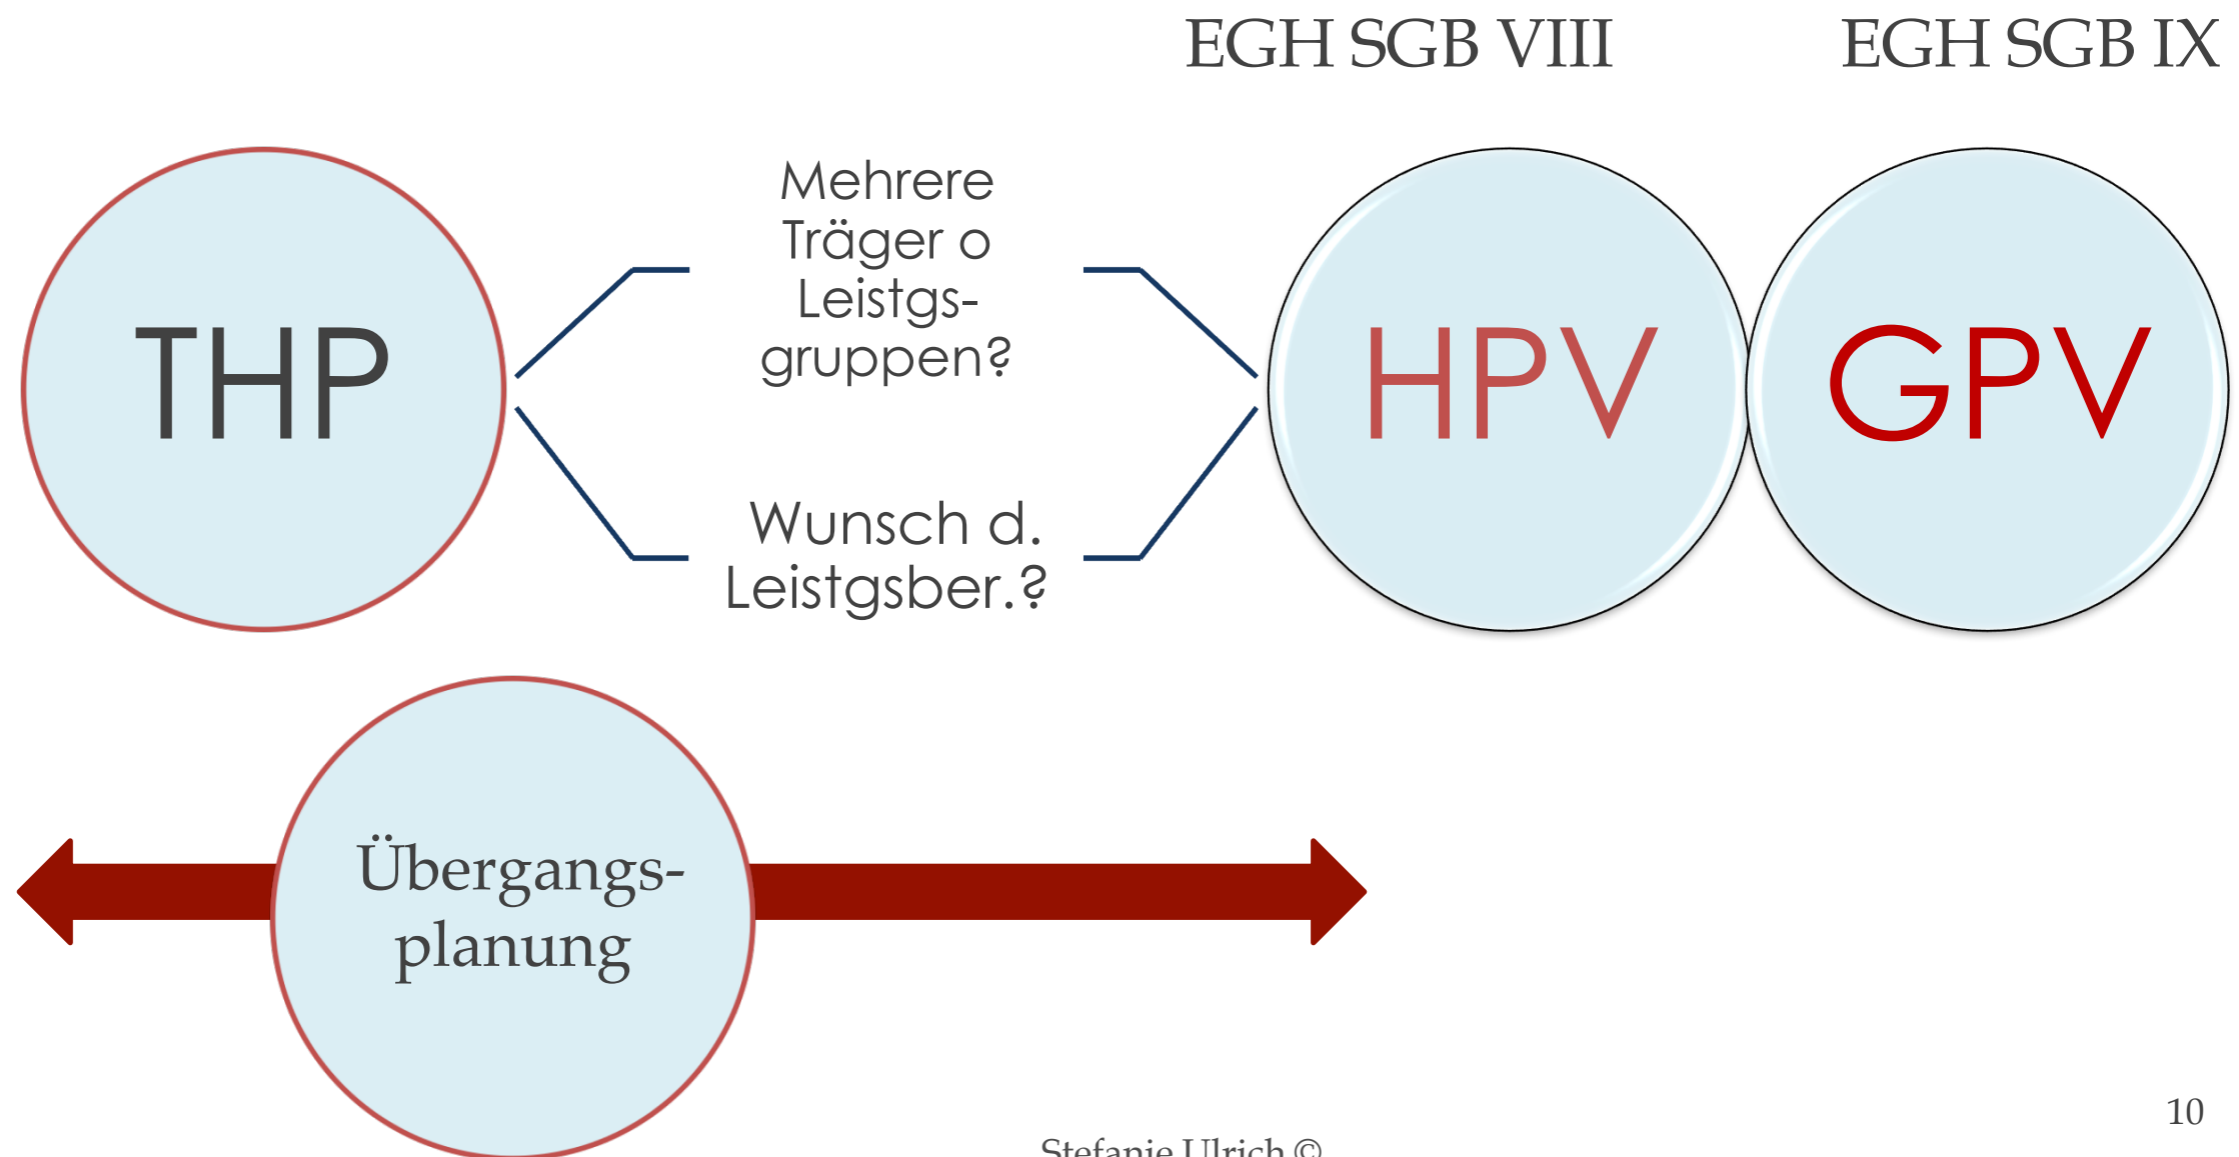 EGH SGB VIII
EGH SGB IX
THP
Mehrere
Träger o
Leistgs-
gruppen?
Wunsch d.
Leistgsber.?
HPV
GPV
Übergangs-
planung
10
Stefanie Ulrich ©